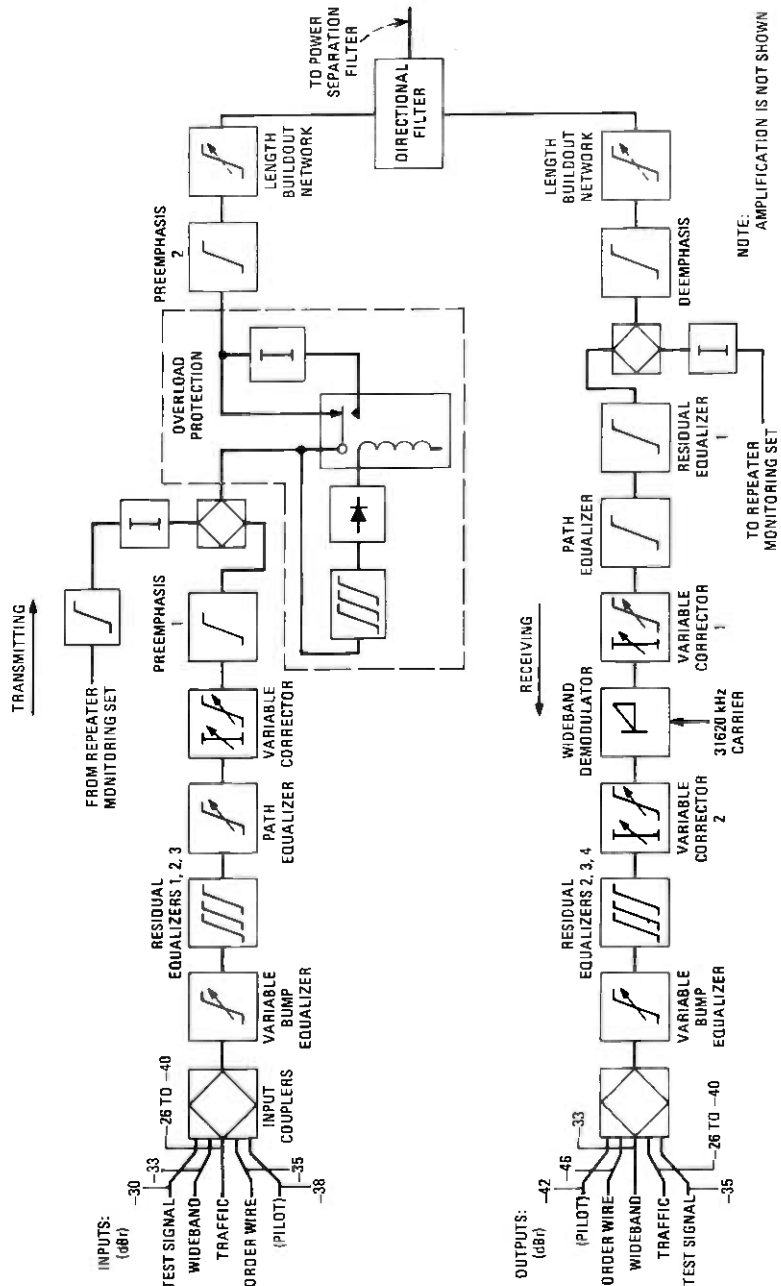 TRANSMITTING
FROM REPEATER
MONITORING SET
INPUTS:
(dBr)
-30
-33
-26 TO -40
TEST SIGNAL
WIDEBAND
TRAFFIC
ORDER WIRE
(PILOT)
-35
-38
INPUT
COUPLERS
VARIABLE
BUMP
EQUALIZER
RESIDUAL
EQUALIZERS 1, 2, 3
PATH
EQUALIZER
VARIABLE
CORRECTOR
PREEMPHASIS
1
OVERLOAD
PROTECTION
PREEMPHASIS
2
LENGTH
BUILDOUT
NETWORK
TO POWER
SEPARATION
FILTER
DIRECTIONAL
FILTER
RECEIVING
OUTPUTS:
(dBr)
-42
-46
-33
(PILOT)
ORDER WIRE
WIDEBAND
TRAFFIC
TEST SIGNAL
-26 TO -40
-35
VARIABLE
BUMP
EQUALIZER
RESIDUAL
EQUALIZERS 2, 3, 4
VARIABLE
CORRECTOR
2
WIDEBAND
DEMODULATOR
31620 kHz
CARRIER
VARIABLE
CORRECTOR
1
PATH
EQUALIZER
RESIDUAL
EQUALIZER
1
TO REPEATER
MONITORING SET
DEEMPHASIS
LENGTH
BUILDOUT
NETWORK
NOTE:
AMPLIFICATION IS NOT SHOWN